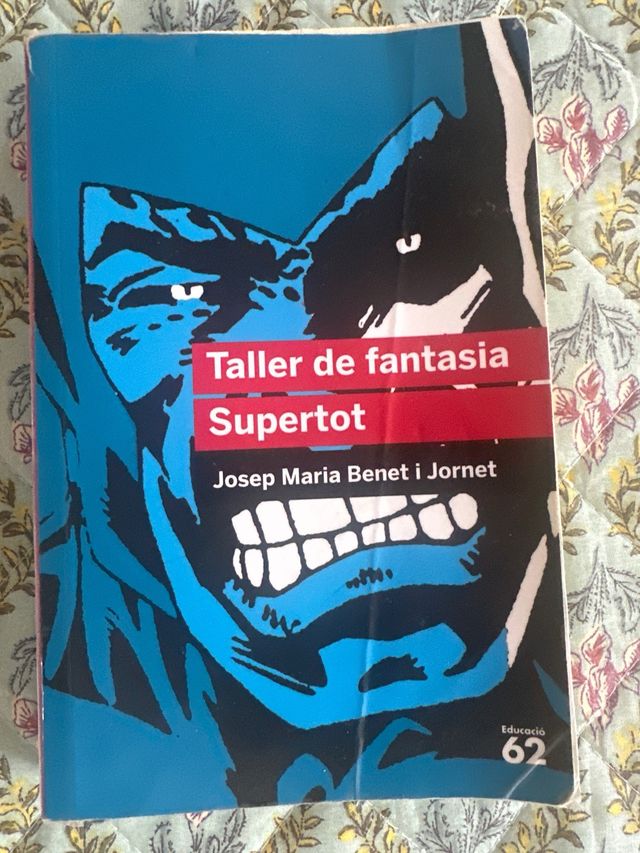 Taller de fantasia
Supertot
Josep Maria Benet i Jornet
Educació
62